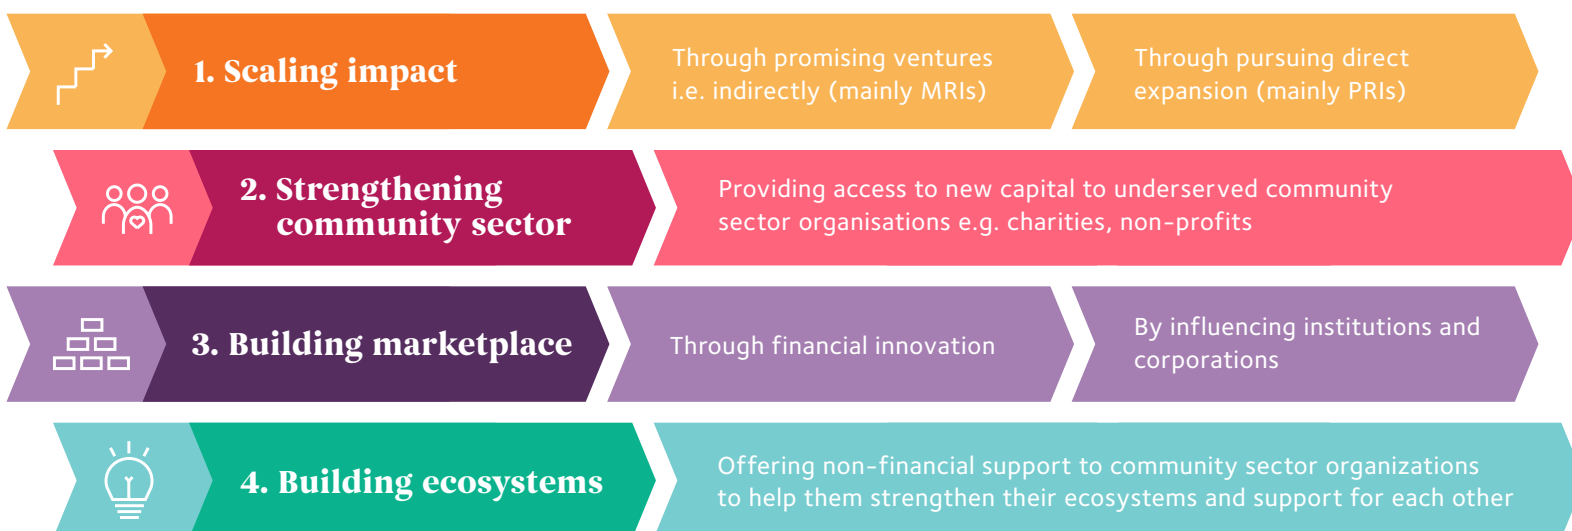 1. Scaling impact
Through promising ventures
i.e. indirectly (mainly MRIs)
Through pursuing direct
expansion (mainly PRIs)
2. Strengthening
community sector
Providing access to new capital to underserved community
sector organisations e.g. charities, non-profits
3. Building marketplace
Through financial innovation
By influencing institutions and
corporations
4. Building ecosystems
Offering non-financial support to community sector organizations
to help them strengthen their ecosystems and support for each other